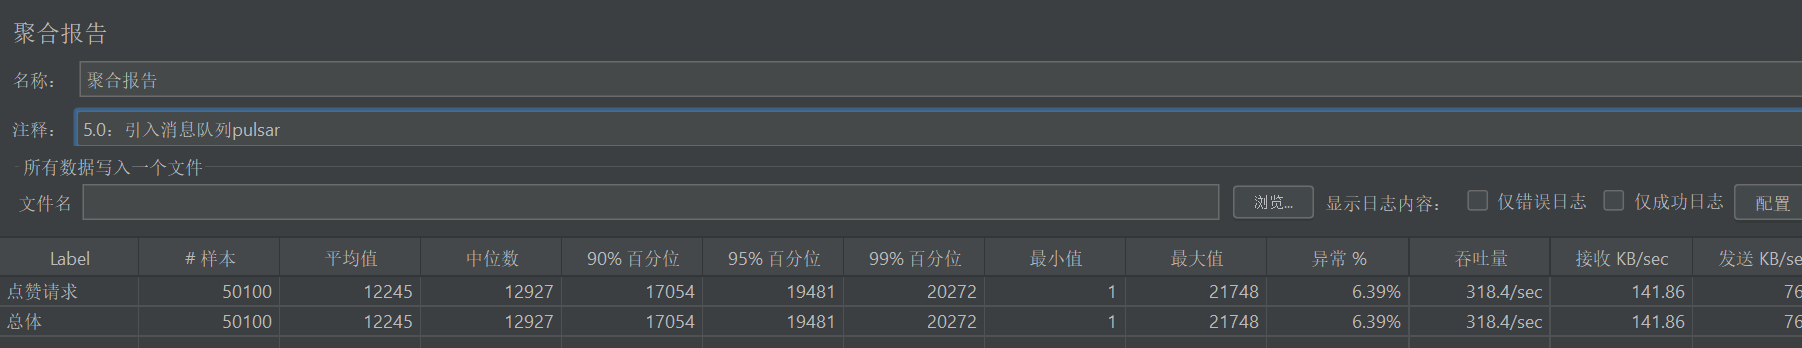 聚合报告
名称： 聚合报告
注释： 5.0：引入消息队列pulsar
所有数据写入一个文件
文件名 浏览... 显示日志内容： 仅错误日志 仅成功日志 配置
Label # 样本 平均值 中位数 90% 百分位 95% 百分位 99% 百分位 最小值 最大值 异常 % 吞吐量 接收 KB/sec 发送 KB/se
点赞请求 50100 12245 12927 17054 19481 20272 1 21748 6.39% 318.4/sec 141.86 76
总体 50100 12245 12927 17054 19481 20272 1 21748 6.39% 318.4/sec 141.86 76